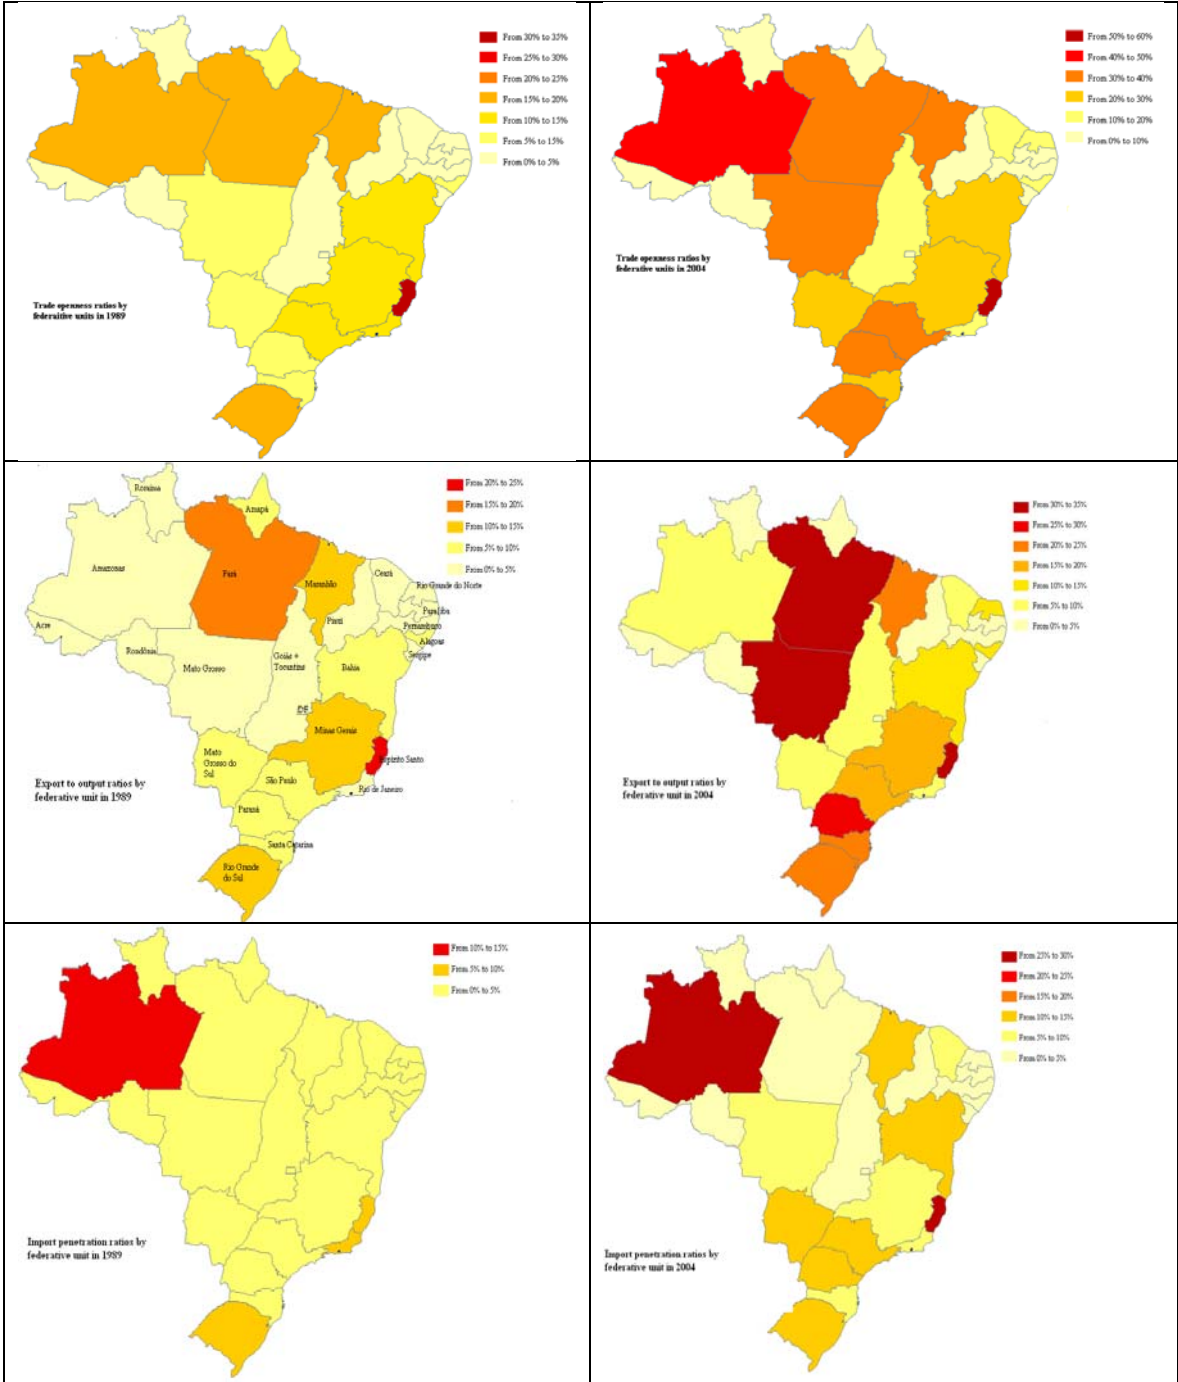 From 30% to 35%
From 25% to 30%
From 20% to 25%
From 15% to 20%
From 10% to 15%
From 5% to 15%
From 0% to 5%
Trade openness ratios by
federaitive units in 1989
From 50% to 60%
From 40% to 50%
From 30% to 40%
From 20% to 30%
From 10% to 20%
From 0% to 10%
Trade openness ratios by
federative units in 2004
From 20% to 25%
From 15% to 20%
From 10% to 15%
From 5% to 10%
From 0% to 5%
Roraima
Amapá
Amazonas
Pará
Maranhão
Ceará
Rio Grande do Norte
Paraíba
Piauí
Pernambuco
Acre
Alagoas
Rondônia
Sergipe
Mato Grosso
Goiás +
Tocantins
Bahia
DF
Minas Gerais
Mato
Grosso do
Sul
Espírito Santo
São Paulo
Rio de Janeiro
Paraná
Santa Catarina
Rio Grande
do Sul
Export to output ratios by
federative unit in 1989
From 30% to 35%
From 25% to 30%
From 20% to 25%
From 15% to 20%
From 10% to 15%
From 5% to 10%
From 0% to 5%
Export to output ratios by
federative unit in 2004
From 10% to 15%
From 5% to 10%
From 0% to 5%
Import penetration ratios by
federative unit in 1989
From 25% to 30%
From 20% to 25%
From 15% to 20%
From 10% to 15%
From 5% to 10%
From 0% to 5%
Import penetration ratios by
federative unit in 2004